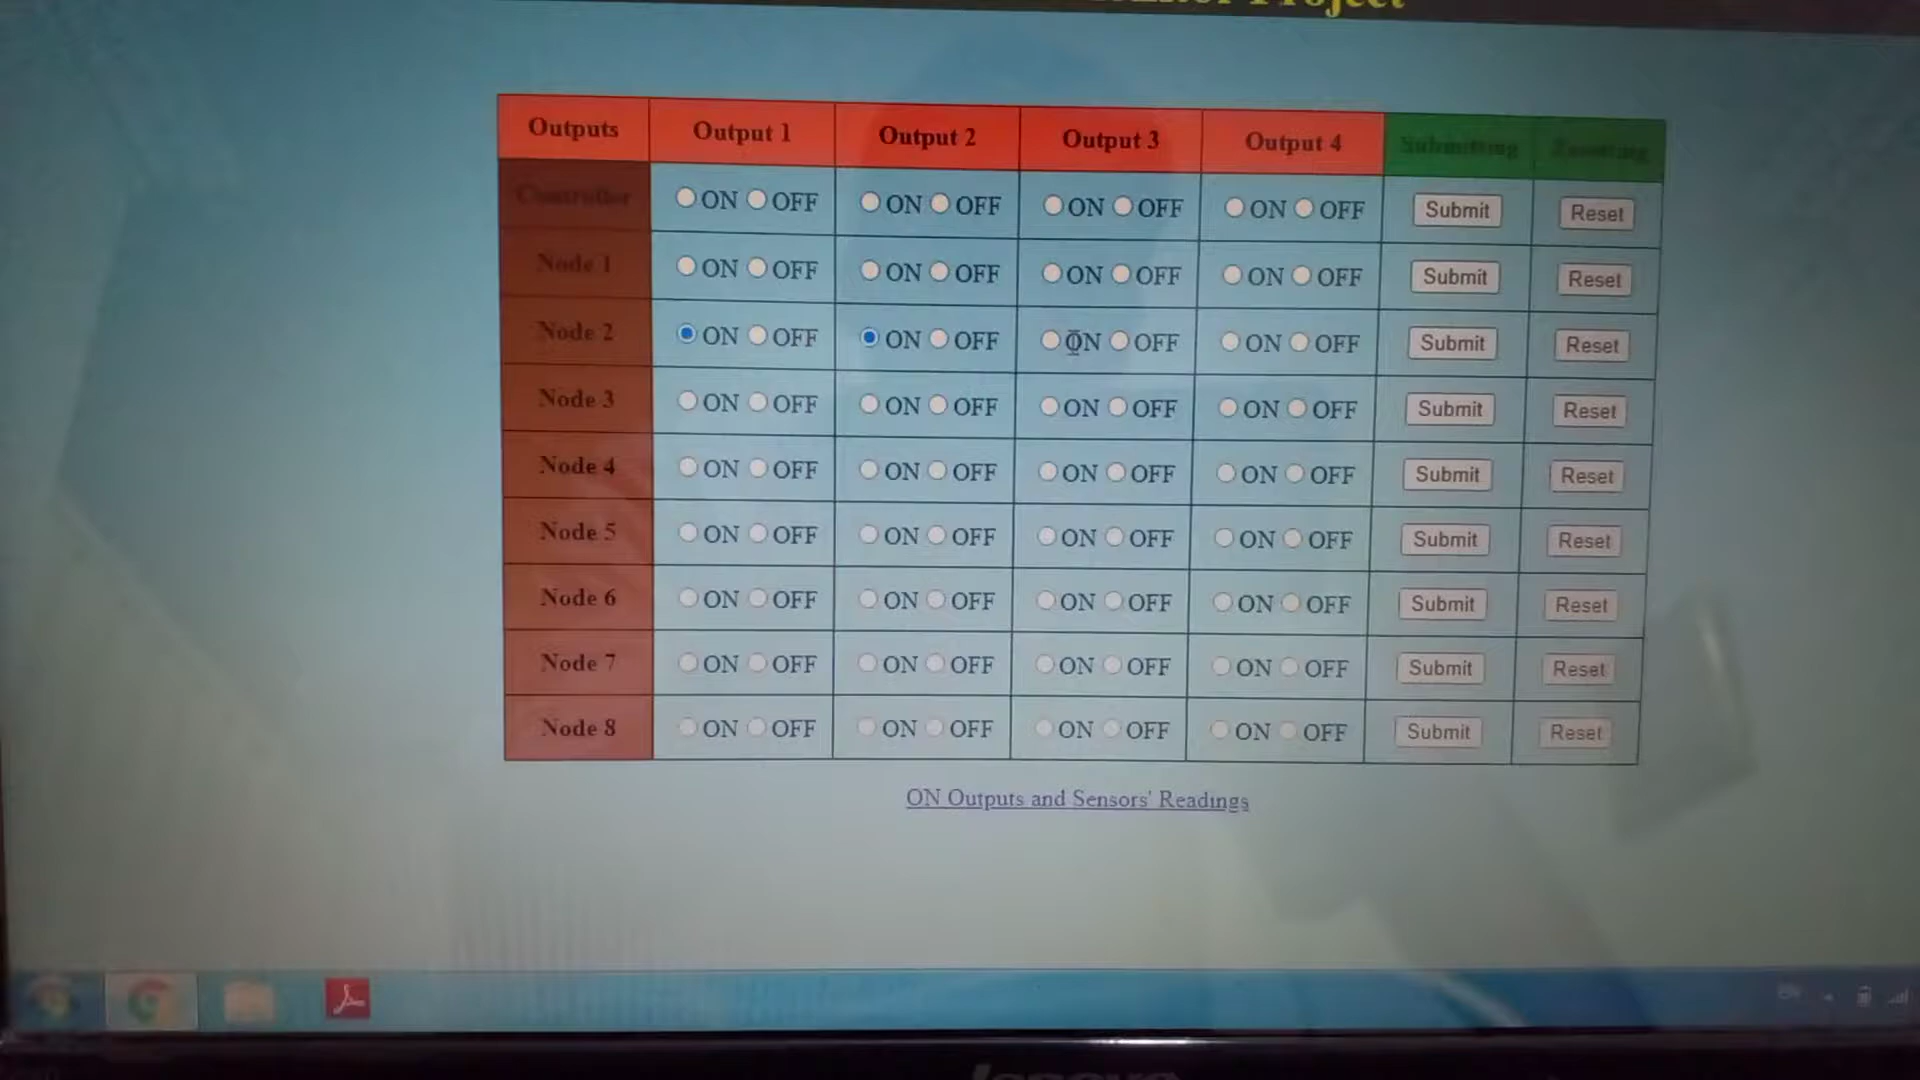 Project
Outputs Output 1 Output 2 Output 3 Output 4 Submitting
Controller ON OFF ON OFF ON OFF ON OFF Submit Reset
Node 1 ON OFF ON OFF ON OFF ON OFF Submit Reset
Node 2 ON OFF ON OFF ON OFF ON OFF Submit Reset
Node 3 ON OFF ON OFF ON OFF ON OFF Submit Reset
Node 4 ON OFF ON OFF ON OFF ON OFF Submit Reset
Node 5 ON OFF ON OFF ON OFF ON OFF Submit Reset
Node 6 ON OFF ON OFF ON OFF ON OFF Submit Reset
Node 7 ON OFF ON OFF ON OFF ON OFF Submit Reset
Node 8 ON OFF ON OFF ON OFF ON OFF Submit Reset
ON Outputs and Sensors' Readings
EN
lenovo